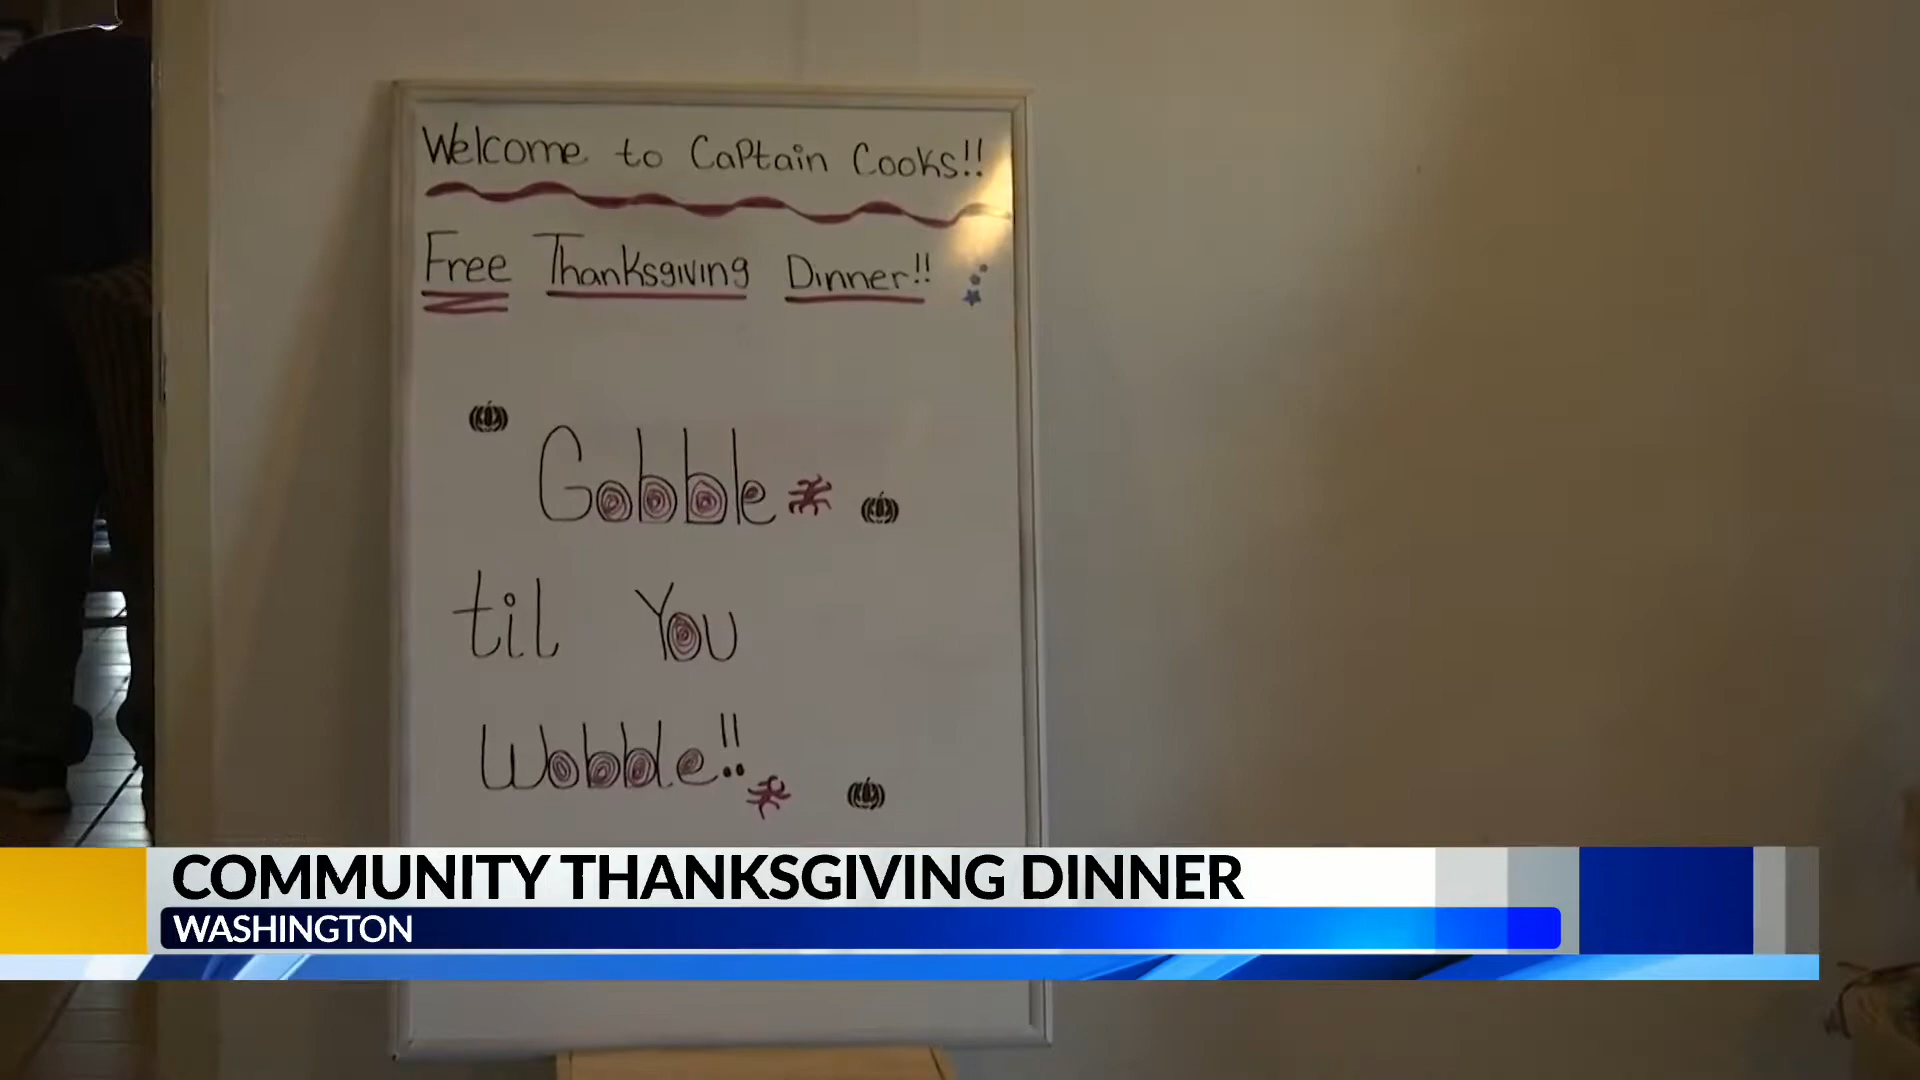 Welcome to Captain Cooks!!
Free Thanksgiving Dinner!!
Gobble
til You
Wobble!!
COMMUNITY THANKSGIVING DINNER
WASHINGTON